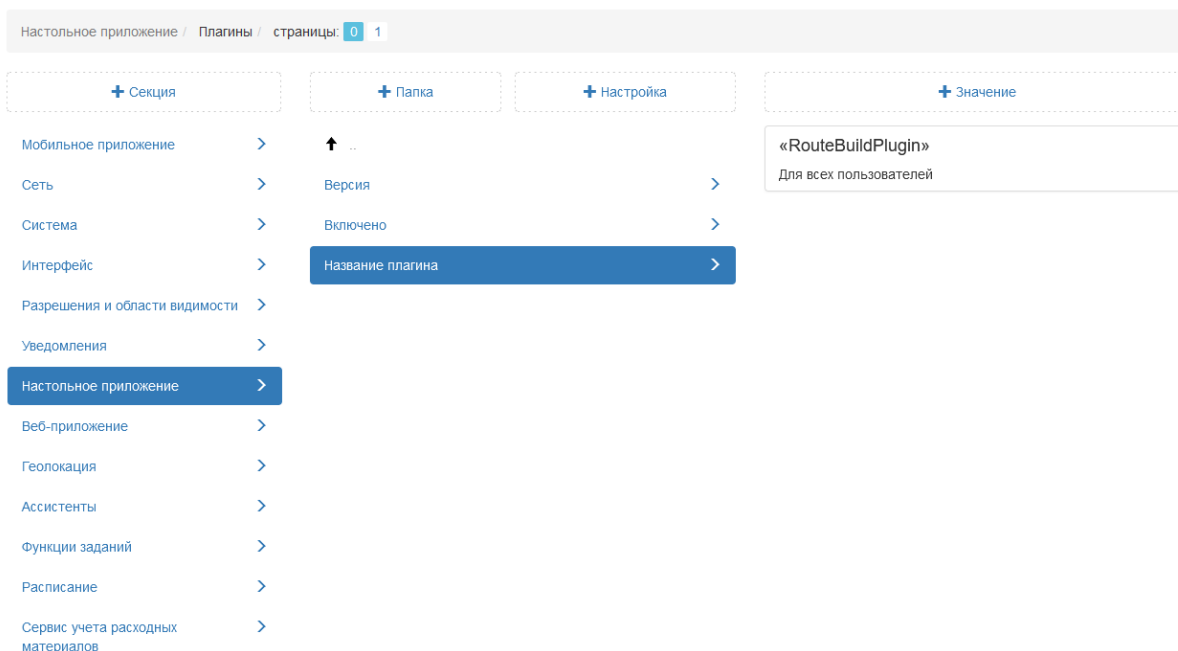 Настольное приложение / Плагины / страницы: 0 1
+ Секция
+ Папка
+ Настройка
+ Значение
Мобильное приложение
Сеть
Система
Интерфейс
Разрешения и области видимости
Уведомления
Настольное приложение
Веб-приложение
Геолокация
Ассистенты
Функции заданий
Расписание
Сервис учета расходных
материалов
..
Версия
Включено
Название плагина
«RouteBuildPlugin»
Для всех пользователей